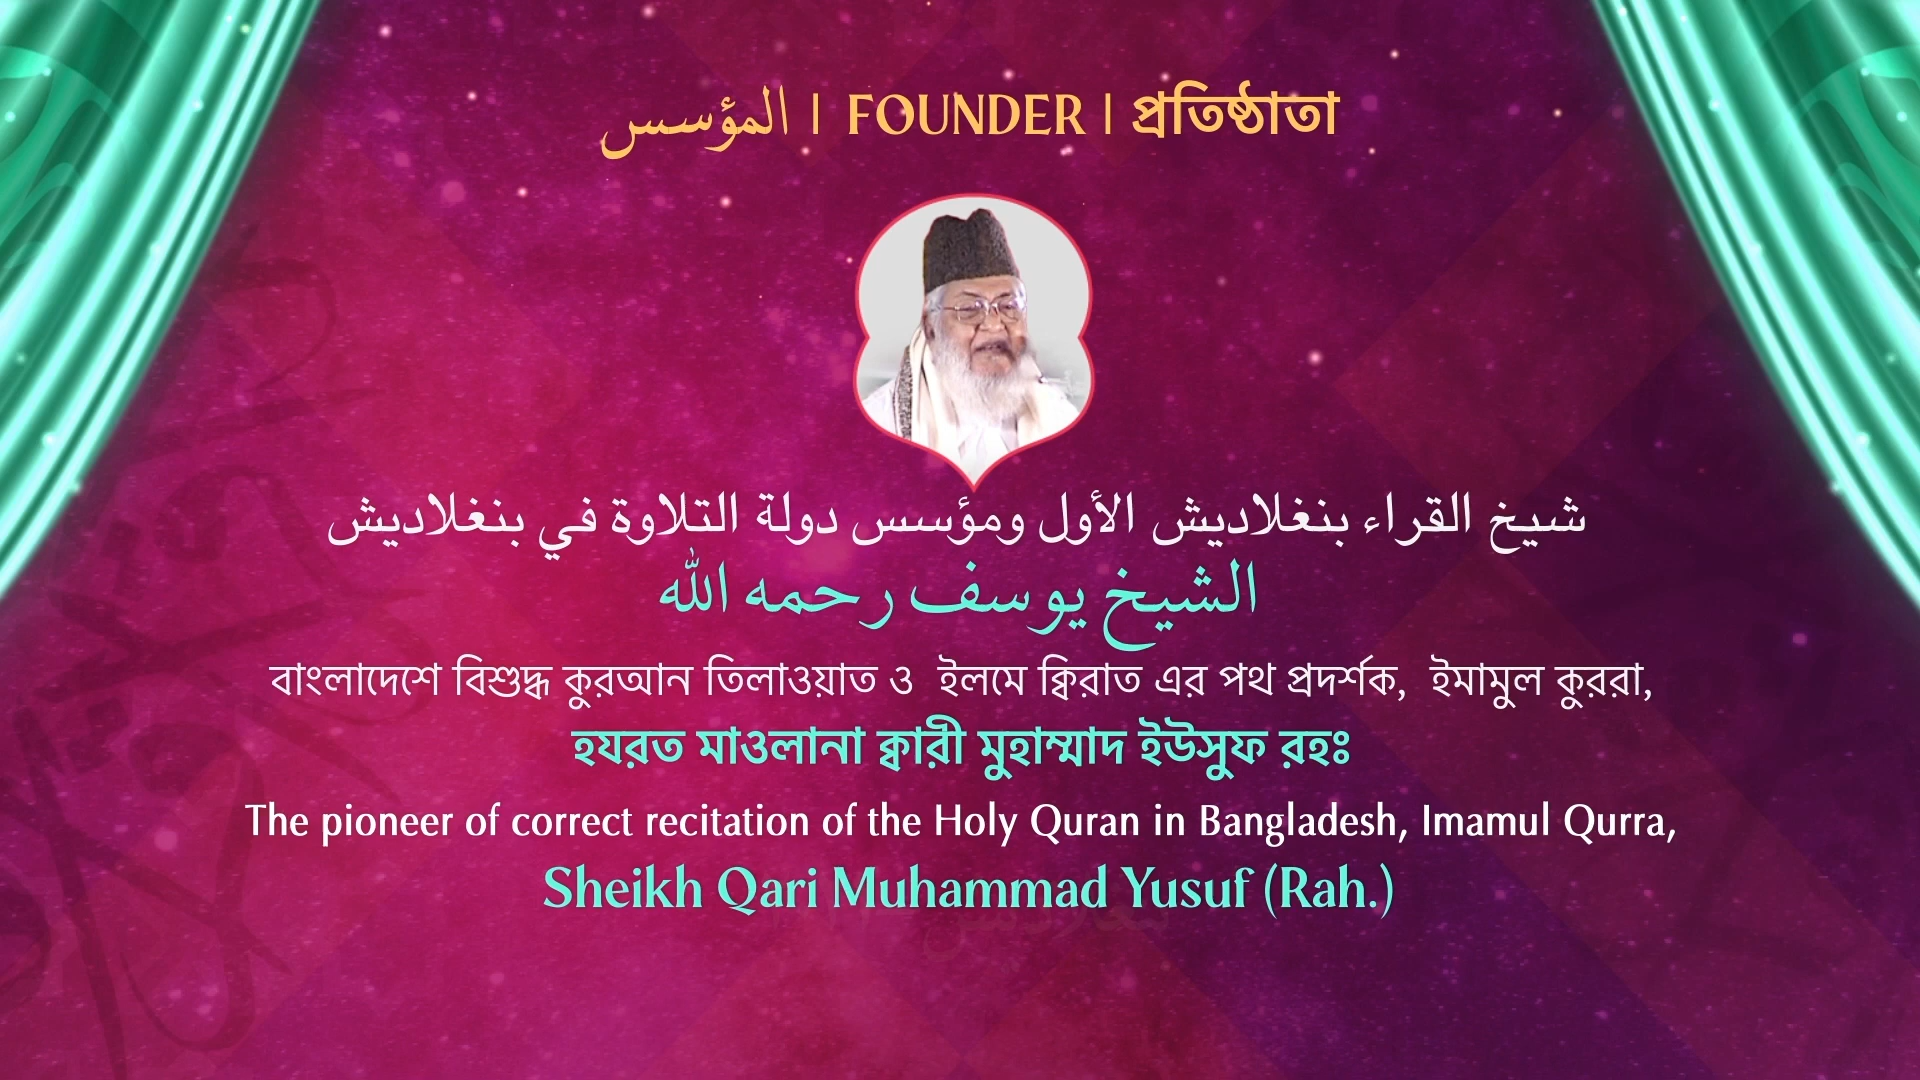 المؤسس | FOUNDER | প্রতিষ্ঠাতা
شيخ القراء بنغلاديش الأول ومؤسس دولة التلاوة في بنغلاديش
الشيخ يوسف رحمه الله
বাংলাদেশে বিশুদ্ধ কুরআন তিলাওয়াত ও ইলমে ক্বিরাত এর পথ প্রদর্শক, ইমামুল কুররা,
হযরত মাওলানা ক্বারী মুহাম্মাদ ইউসুফ রহঃ
The pioneer of correct recitation of the Holy Quran in Bangladesh, Imamul Qurra,
Sheikh Qari Muhammad Yusuf (Rah.)